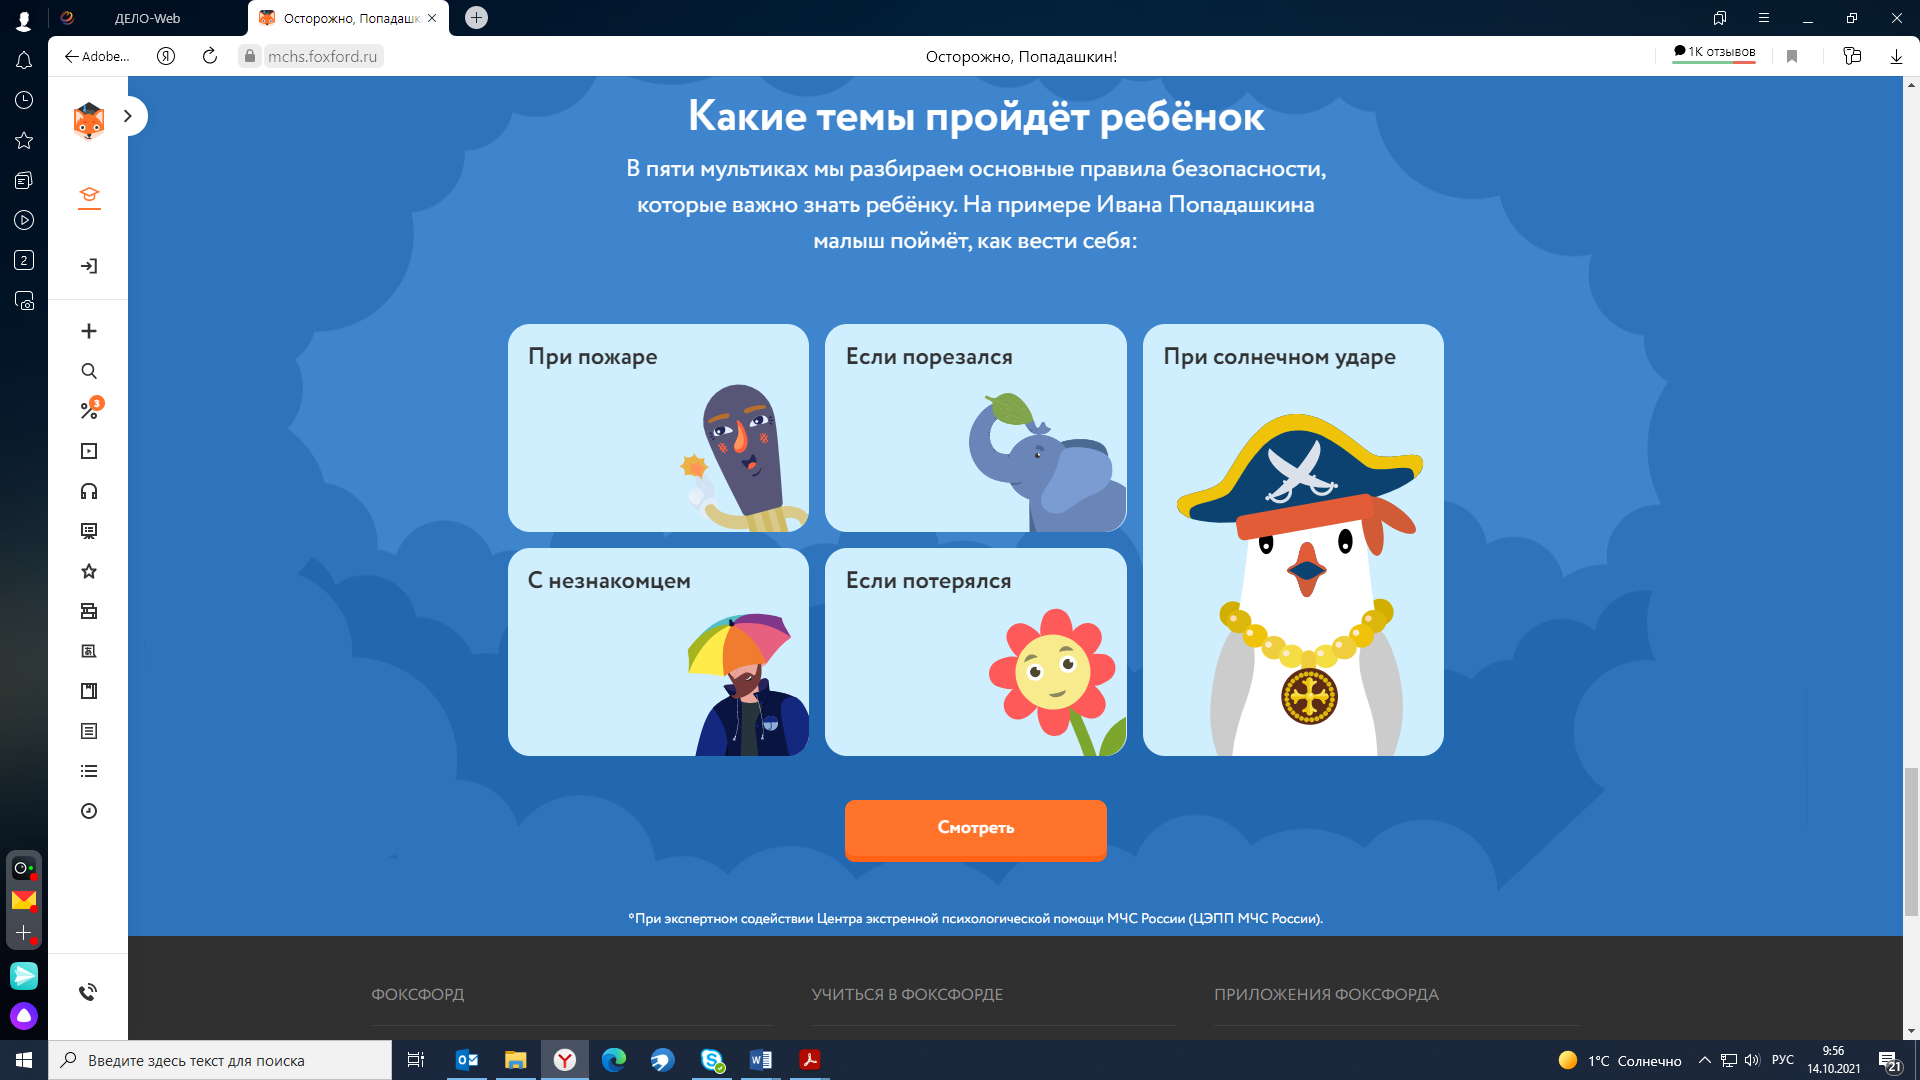 ДЕЛО-Web
Осторожно, Попадашк
Adobe...
mchs.foxford.ru
Осторожно, Попадашкин!
1К отзывов
2
3
Какие темы пройдёт ребёнок
В пяти мультиках мы разбираем основные правила безопасности,
которые важно знать ребёнку. На примере Ивана Попадашкина
малыш поймёт, как вести себя:
При пожаре
Если порезался
При солнечном ударе
С незнакомцем
Если потерялся
Смотреть
*При экспертном содействии Центра экстренной психологической помощи МЧС России (ЦЭПП МЧС России).
ФОКСФОРД
УЧИТЬСЯ В ФОКСФОРДЕ
ПРИЛОЖЕНИЯ ФОКСФОРДА
Введите здесь текст для поиска
1°C Солнечно
РУС
9:56
14.10.2021
21